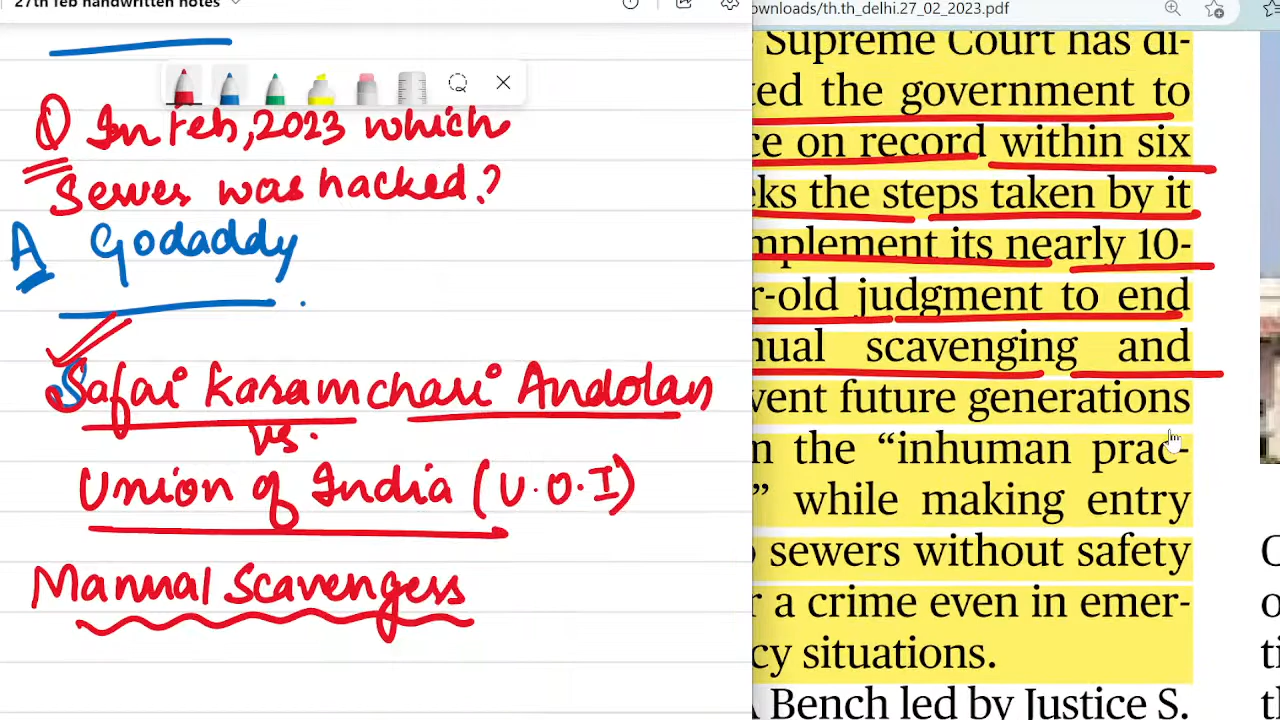 27th feb handwritten notes
Q In Feb, 2023 which
Server was hacked?
A Godaddy
Safai Karamchari Andolan
vs.
Union of India (U.O.I)
Manual Scavengers
ownloads/th.th_delhi.27_02_2023.pdf
Supreme Court has di-
ted the government to
ce on record within six
ks the steps taken by it
mplement its nearly 10-
r-old judgment to end
nual scavenging and
vent future generations
m the “inhuman prac-
” while making entry
o sewers without safety
r a crime even in emer-
cy situations.
A Bench led by Justice S.